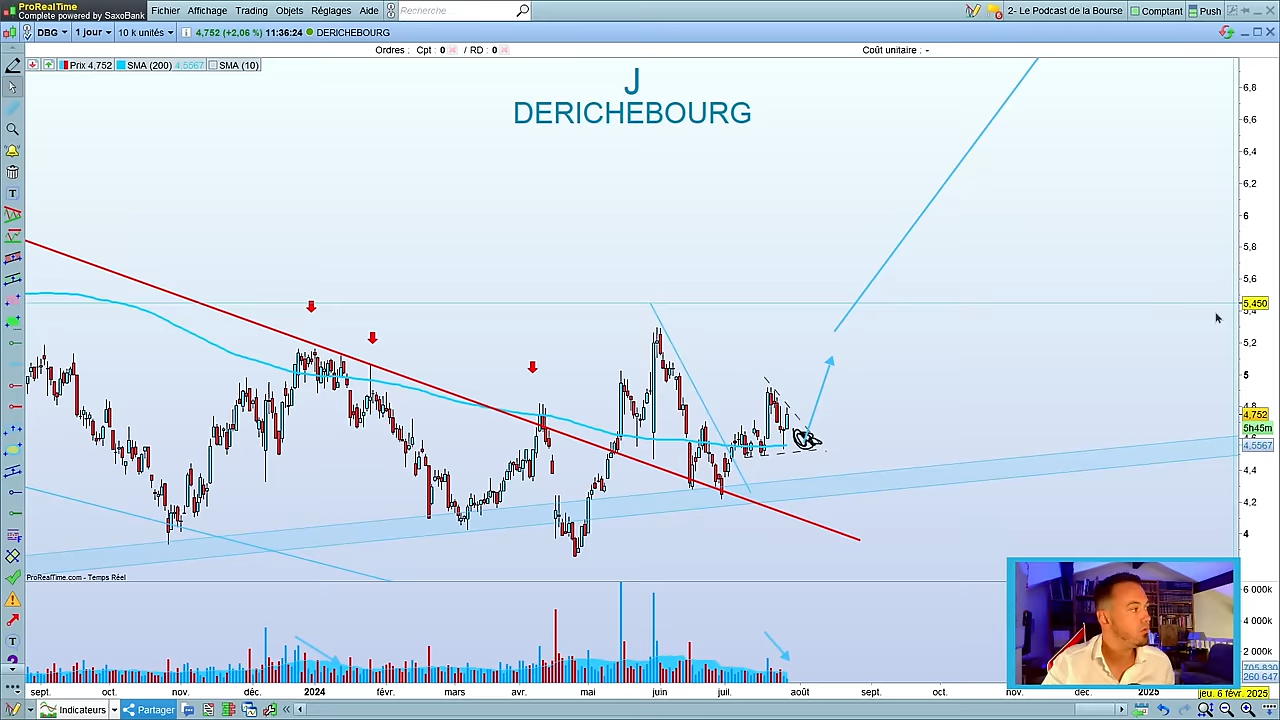 ProRealTime
Complete powered by SaxoBank
Fichier Affichage Trading Objets Réglages Aide Recherche
6 2- Le Podcast de la Bourse Comptant Push
DBG 1 jour 10 k unités 4,752 (+2,06 %) 11:36:24 DERICHEBOURG
Ordres : Cpt : 0 / RD : 0 Coût unitaire : -
Prix 4,752 SMA (200) 4,5567 SMA (10)
J
DERICHEBOURG
6,8
6,6
6,4
6,2
6
5,8
5,6
5,450
5,2
5
4,752
5h45m
4,5567
4,4
4,2
4
ProRealTime.com - Temps Réel
6 000k
4 000k
2 000k
705 830
260 647
sept. oct. nov. déc. 2024 févr. mars avr. mai juin juil. août sept. oct. nov. déc. 2025
jeu. 6 févr. 2025
Indicateurs Partager